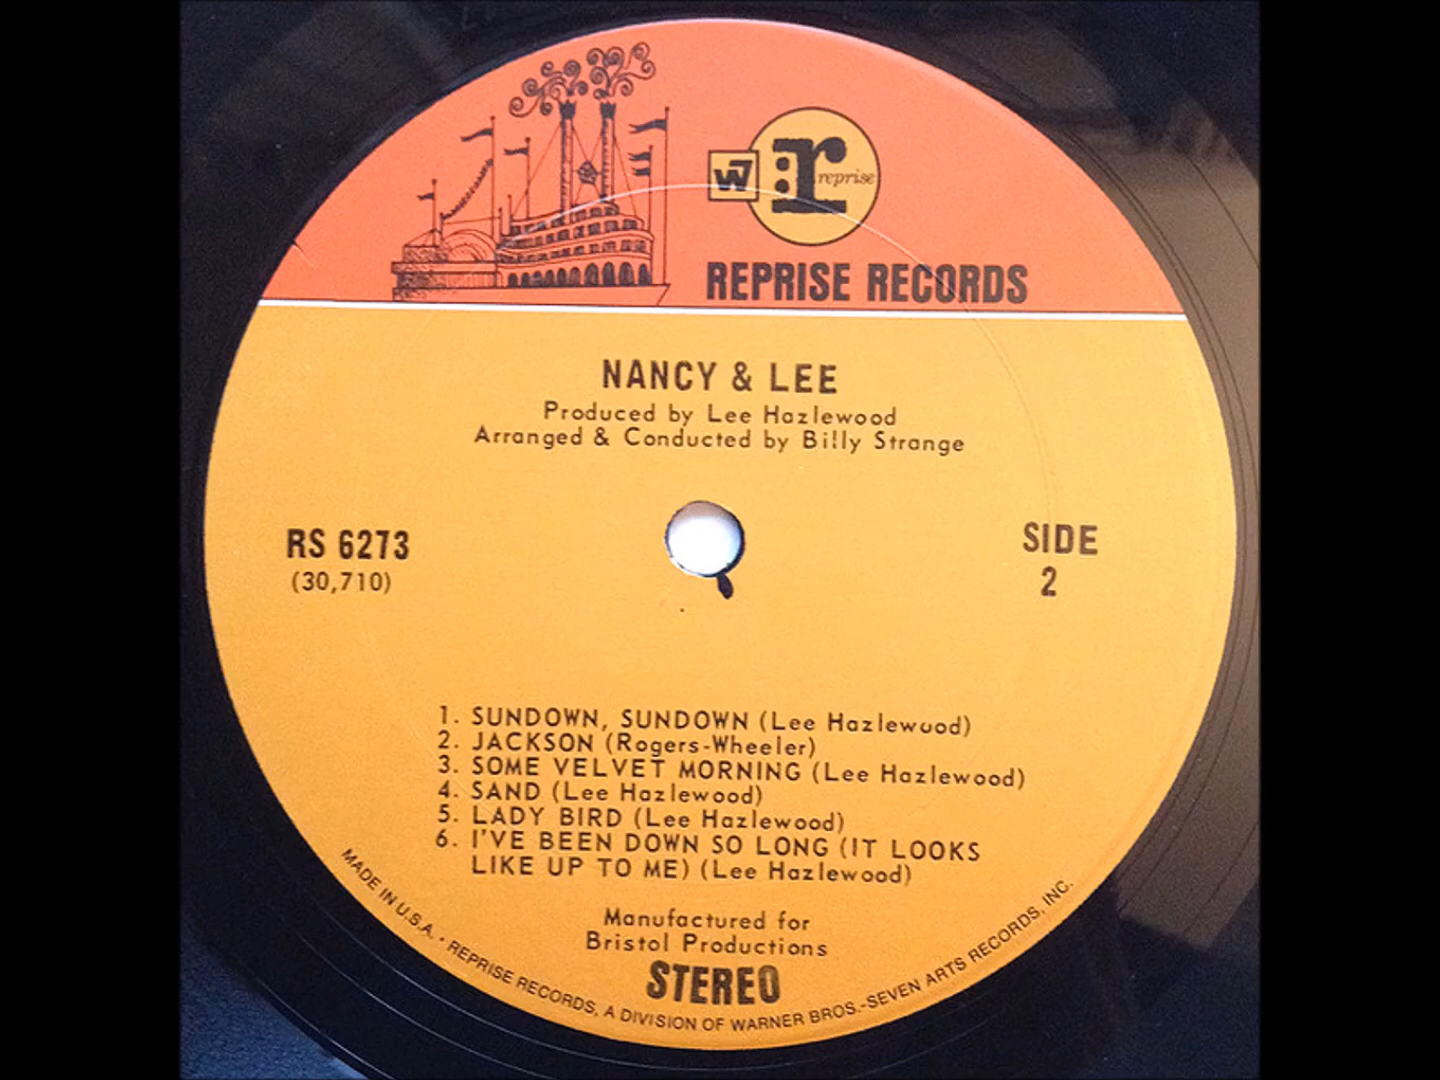 W7
r: reprise
REPRISE RECORDS
NANCY & LEE
Produced by Lee Hazlewood
Arranged & Conducted by Billy Strange
RS 6273
(30,710)
SIDE
2
1. SUNDOWN, SUNDOWN (Lee Hazlewood)
2. JACKSON (Rogers-Wheeler)
3. SOME VELVET MORNING (Lee Hazlewood)
4. SAND (Lee Hazlewood)
5. LADY BIRD (Lee Hazlewood)
6. I'VE BEEN DOWN SO LONG (IT LOOKS
LIKE UP TO ME) (Lee Hazlewood)
Manufactured for
Bristol Productions
STEREO
MADE IN U.S.A. · REPRISE RECORDS, A DIVISION OF WARNER BROS.-SEVEN ARTS RECORDS, INC.